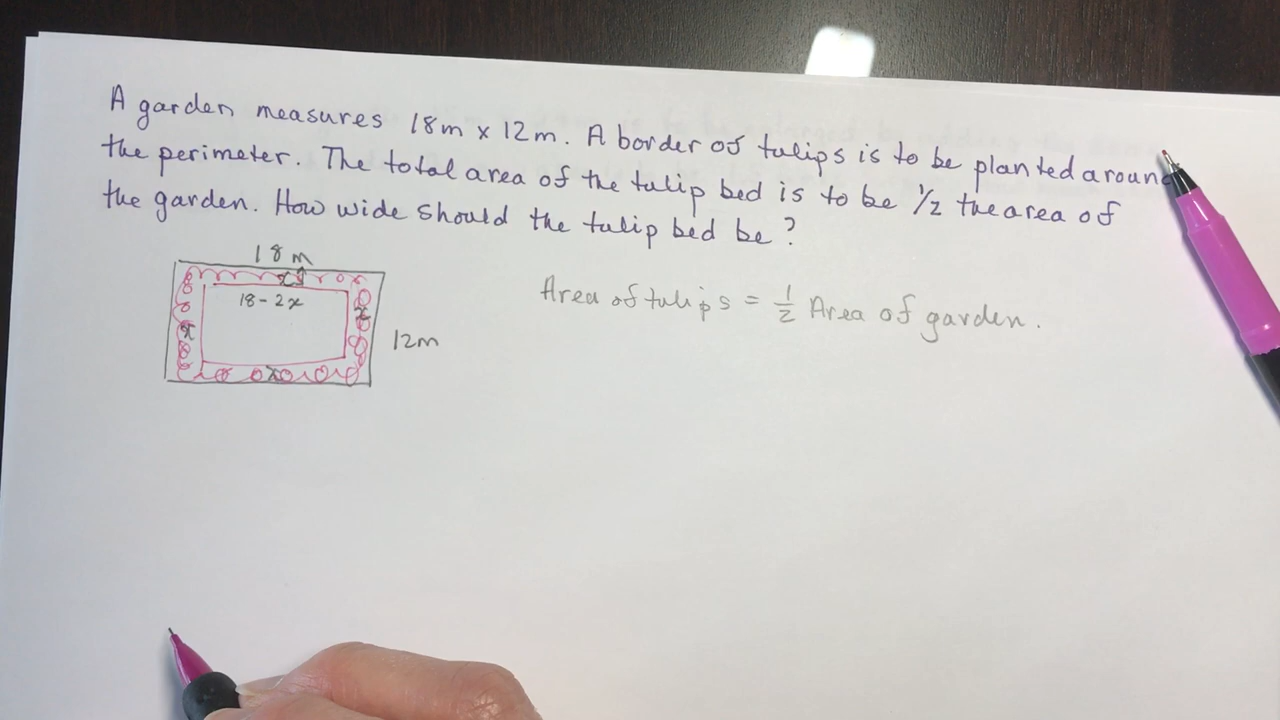 A garden measures 18m x 12m. A border of tulips is to be planted around
the perimeter. The total area of the tulip bed is to be 1/2 the area of
the garden. How wide should the tulip bed be?
18m
x
18-2x
x
x
12m
x
Area of tulips = 1/2 Area of garden.